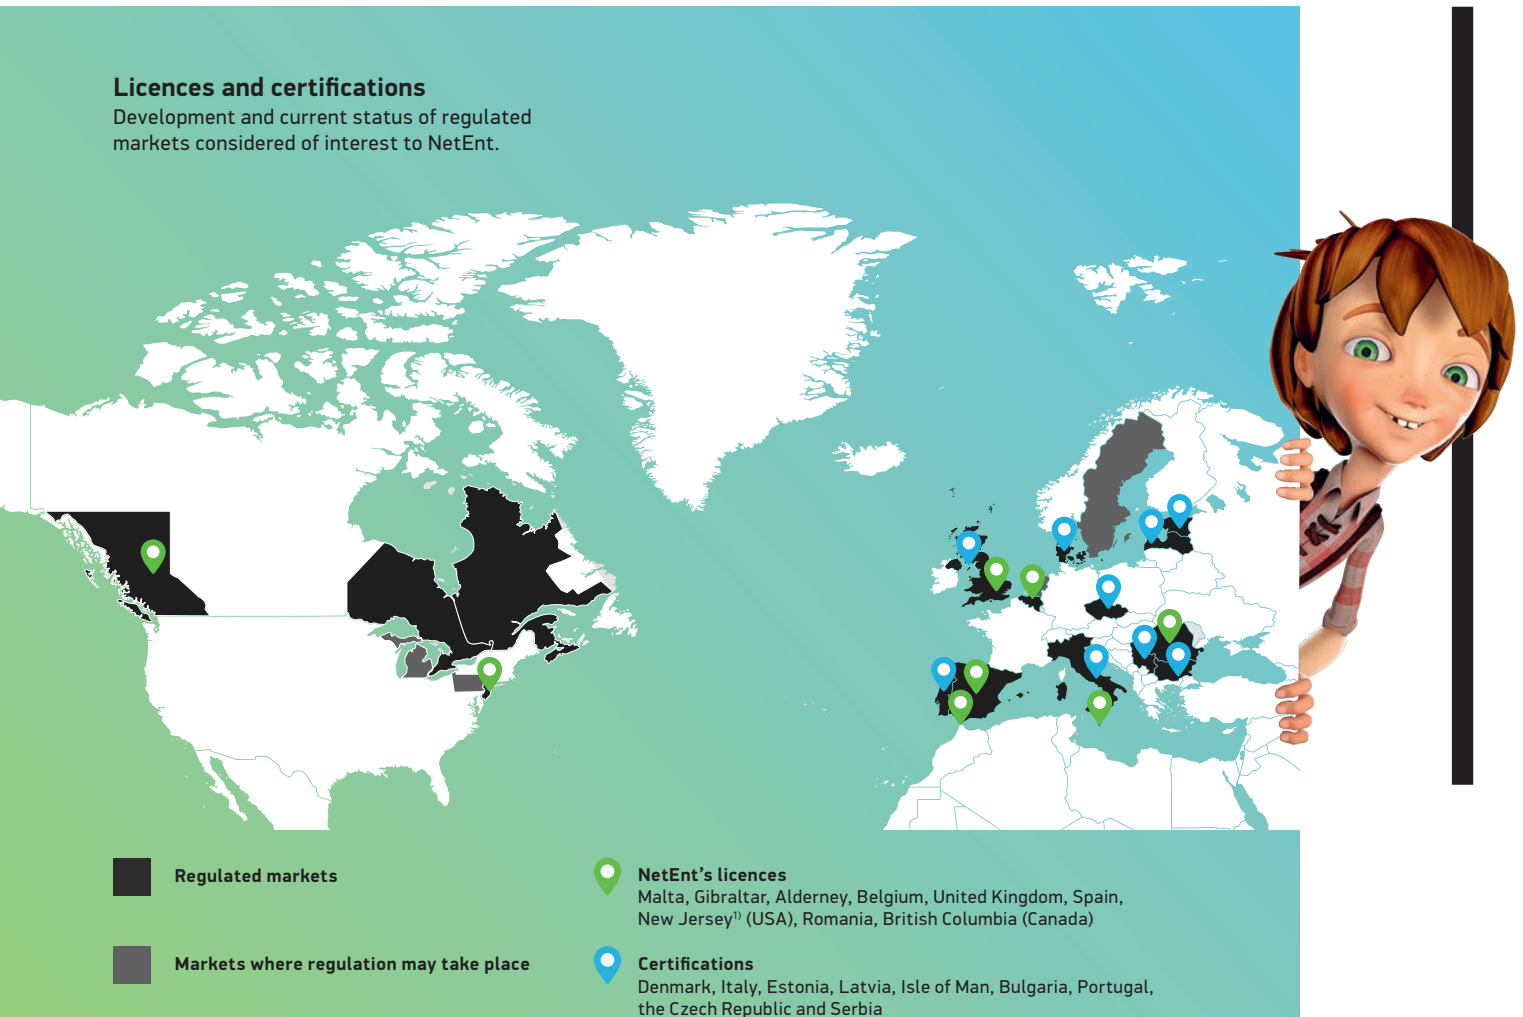 Licences and certifications
Development and current status of regulated
markets considered of interest to NetEnt.
Regulated markets
NetEnt's licences
Malta, Gibraltar, Alderney, Belgium, United Kingdom, Spain,
New Jersey¹⁾ (USA), Romania, British Columbia (Canada)
Markets where regulation may take place
Certifications
Denmark, Italy, Estonia, Latvia, Isle of Man, Bulgaria, Portugal,
the Czech Republic and Serbia